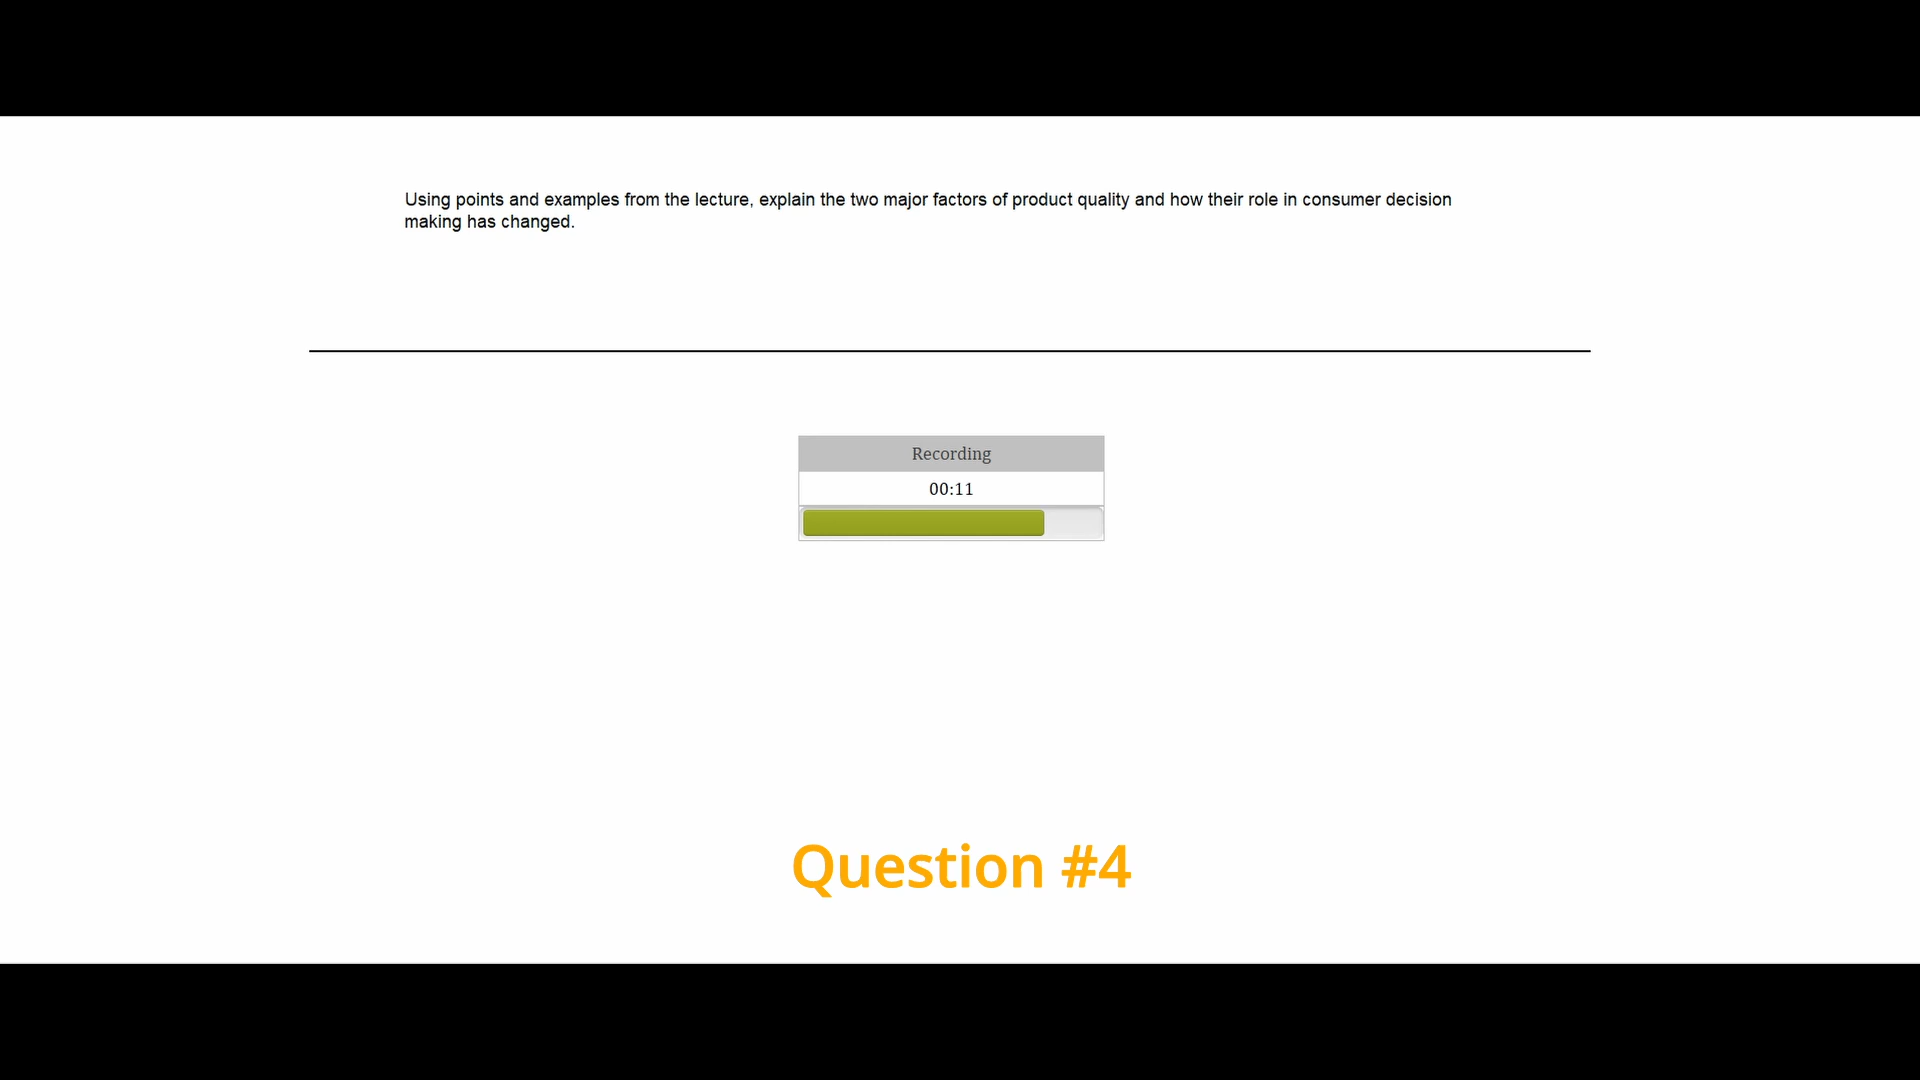 Using points and examples from the lecture, explain the two major factors of product quality and how their role in consumer decision
making has changed.
Recording
00:11
Question #4